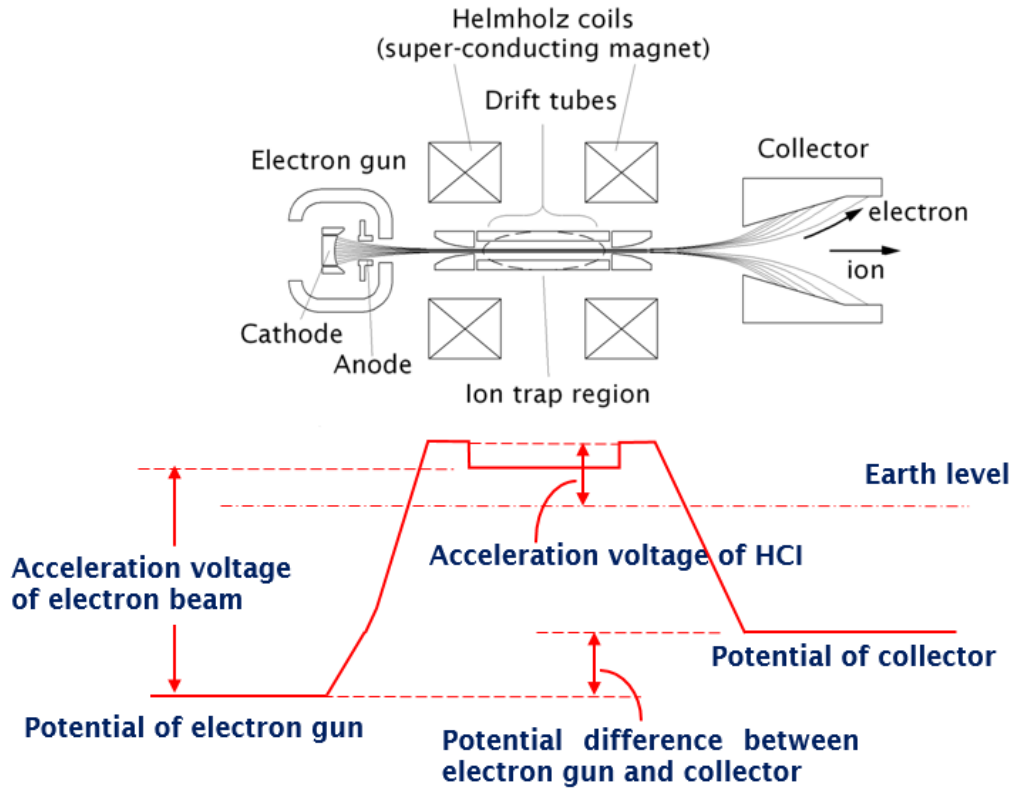 Helmholz coils
(super-conducting magnet)
Drift tubes
Electron gun
Collector
electron
ion
Cathode
Anode
Ion trap region
Earth level
Acceleration voltage of HCI
Acceleration voltage
of electron beam
Potential of collector
Potential of electron gun
Potential difference between
electron gun and collector